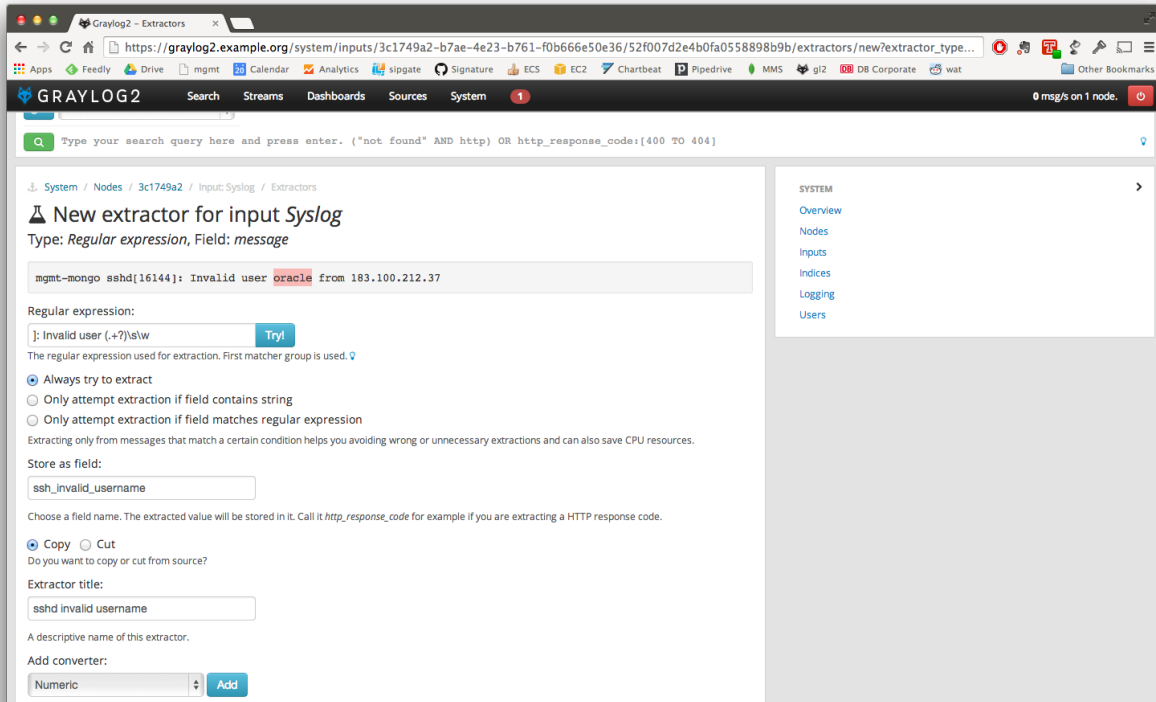 Graylog2 – Extractors ×
https://graylog2.example.org/system/inputs/3c1749a2-b7ae-4e23-b761-f0b666e50e36/52f007d2e4b0fa0558898b9b/extractors/new?extractor_type...
Apps Feedly Drive mgmt 20 Calendar Analytics sipgate Signature ECS EC2 Chartbeat Pipedrive MMS gl2 DB DB Corporate wat Other Bookmarks
GRAYLOG2 Search Streams Dashboards Sources System 1 0 msg/s on 1 node.
Type your search query here and press enter. ("not found" AND http) OR http_response_code:[400 TO 404]
System / Nodes / 3c1749a2 / Input: Syslog / Extractors
New extractor for input Syslog
Type: Regular expression, Field: message
mgmt-mongo sshd[16144]: Invalid user oracle from 183.100.212.37
Regular expression:
]: Invalid user (.+?)\s\w Try!
The regular expression used for extraction. First matcher group is used.
Always try to extract
Only attempt extraction if field contains string
Only attempt extraction if field matches regular expression
Extracting only from messages that match a certain condition helps you avoiding wrong or unnecessary extractions and can also save CPU resources.
Store as field:
ssh_invalid_username
Choose a field name. The extracted value will be stored in it. Call it http_response_code for example if you are extracting a HTTP response code.
Copy Cut
Do you want to copy or cut from source?
Extractor title:
sshd invalid username
A descriptive name of this extractor.
Add converter:
Numeric Add
SYSTEM
Overview
Nodes
Inputs
Indices
Logging
Users